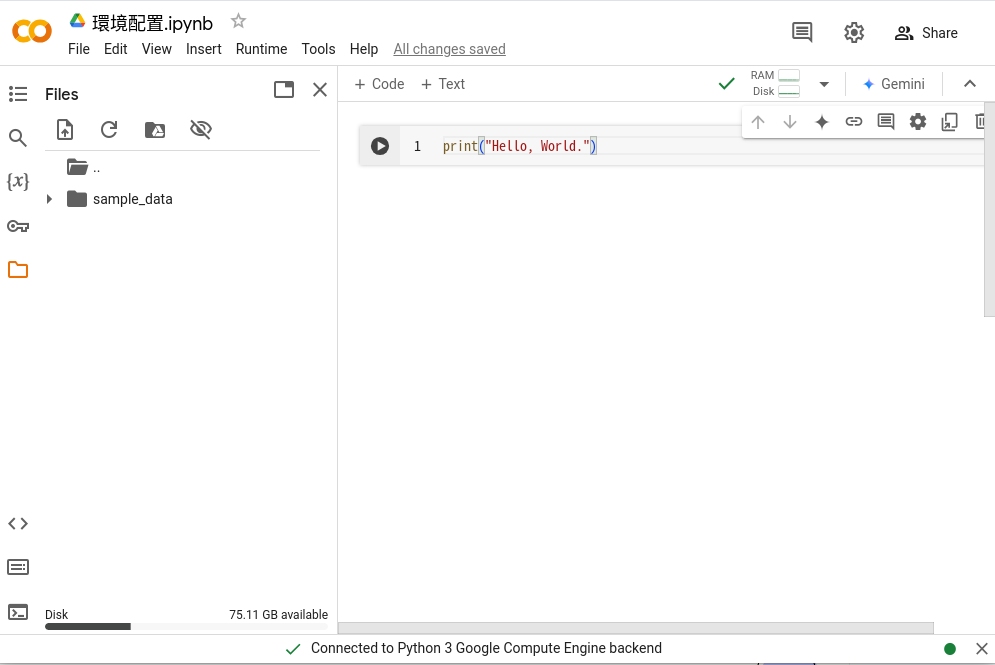 環境配置.ipynb
File Edit View Insert Runtime Tools Help All changes saved
Share
Files
+ Code + Text
RAM
Disk
Gemini
{x}
..
sample_data
1 print("Hello, World.")
Disk 75.11 GB available
Connected to Python 3 Google Compute Engine backend